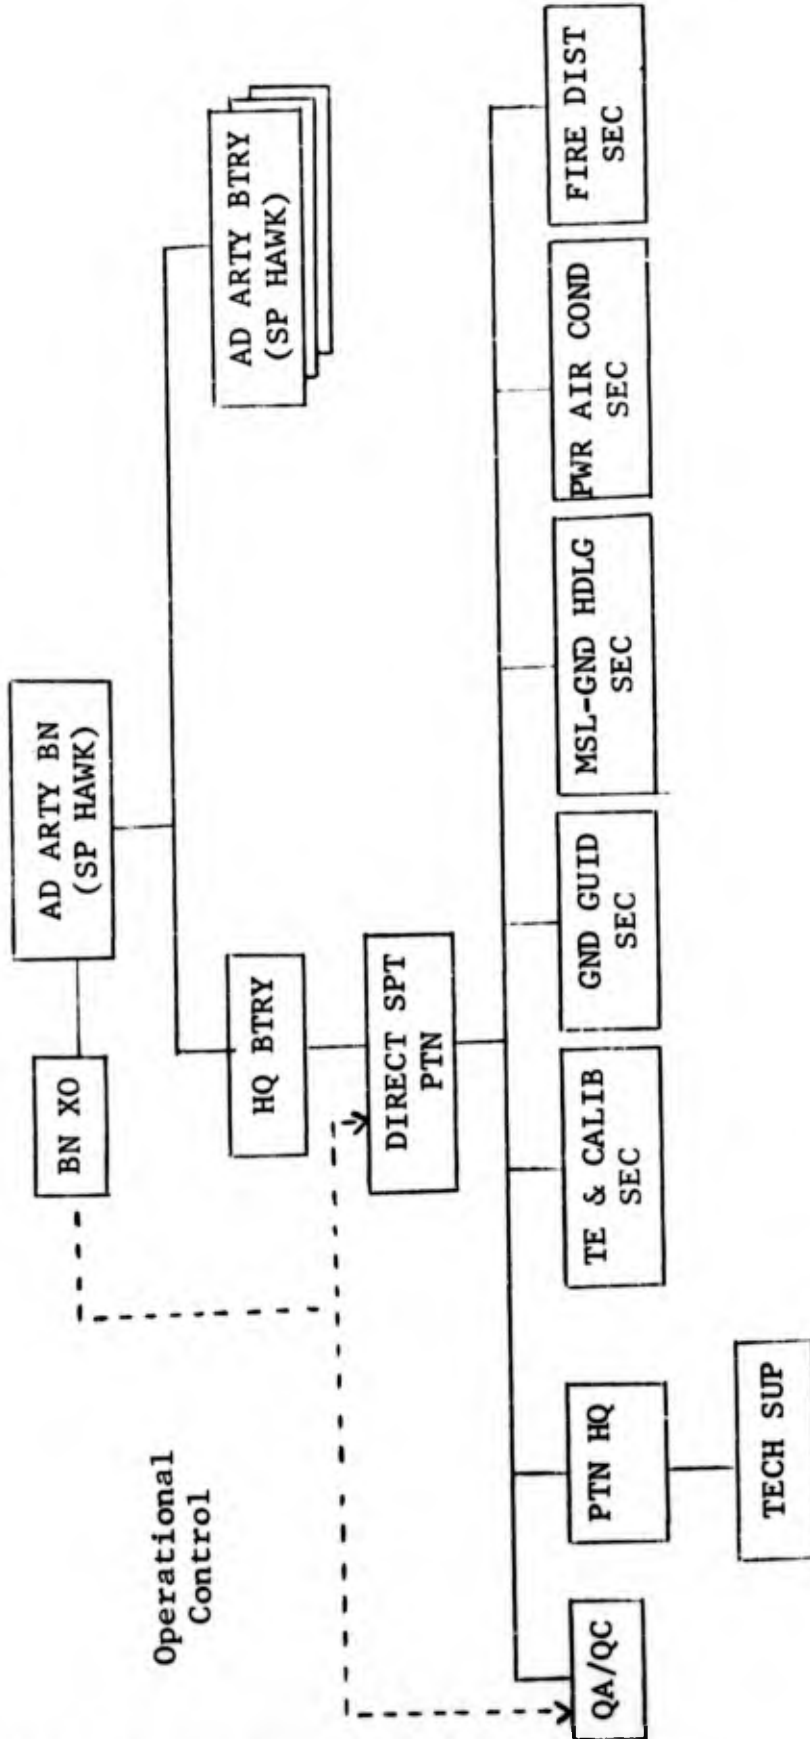 AD ARTY BN
(SP HAWK)
BN XO
Operational
Control
HQ BTRY
AD ARTY BTRY
(SP HAWK)
DIRECT SPT
PTN
QA/QC
PTN HQ
TE & CALIB
SEC
GND GUID
SEC
MSL-GND HDLG
SEC
PWR AIR COND
SEC
FIRE DIST
SEC
TECH SUP